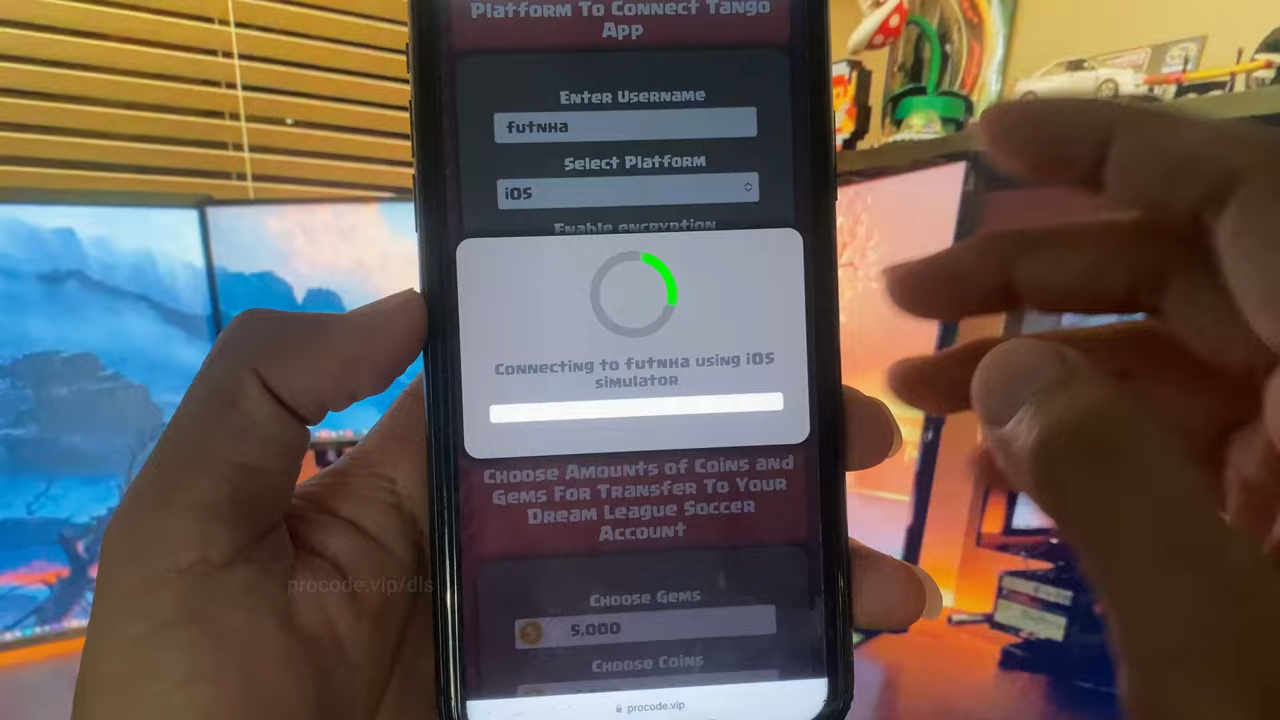 Platform To Connect Tango
App
Enter Username
futnha
Select Platform
iOS
Enable encryption
Connecting to futnha using iOS
simulator
Choose Amounts of Coins and
Gems For Transfer To Your
Dream League Soccer
Account
procode.vip/dls
Choose Gems
5,000
Choose Coins
procode.vip